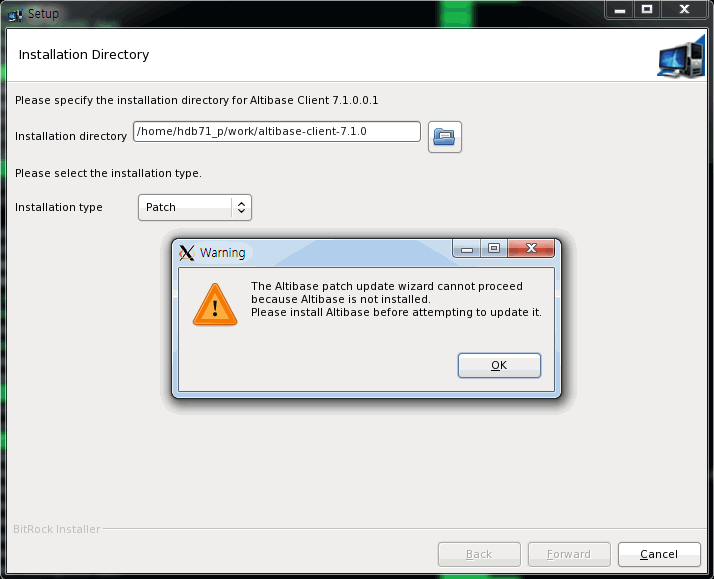 Setup
Installation Directory
Please specify the installation directory for Altibase Client 7.1.0.0.1
Installation directory /home/hdb71_p/work/altibase-client-7.1.0
Please select the installation type.
Installation type Patch
Warning
The Altibase patch update wizard cannot proceed
because Altibase is not installed.
Please install Altibase before attempting to update it.
OK
BitRock Installer
Back Forward Cancel